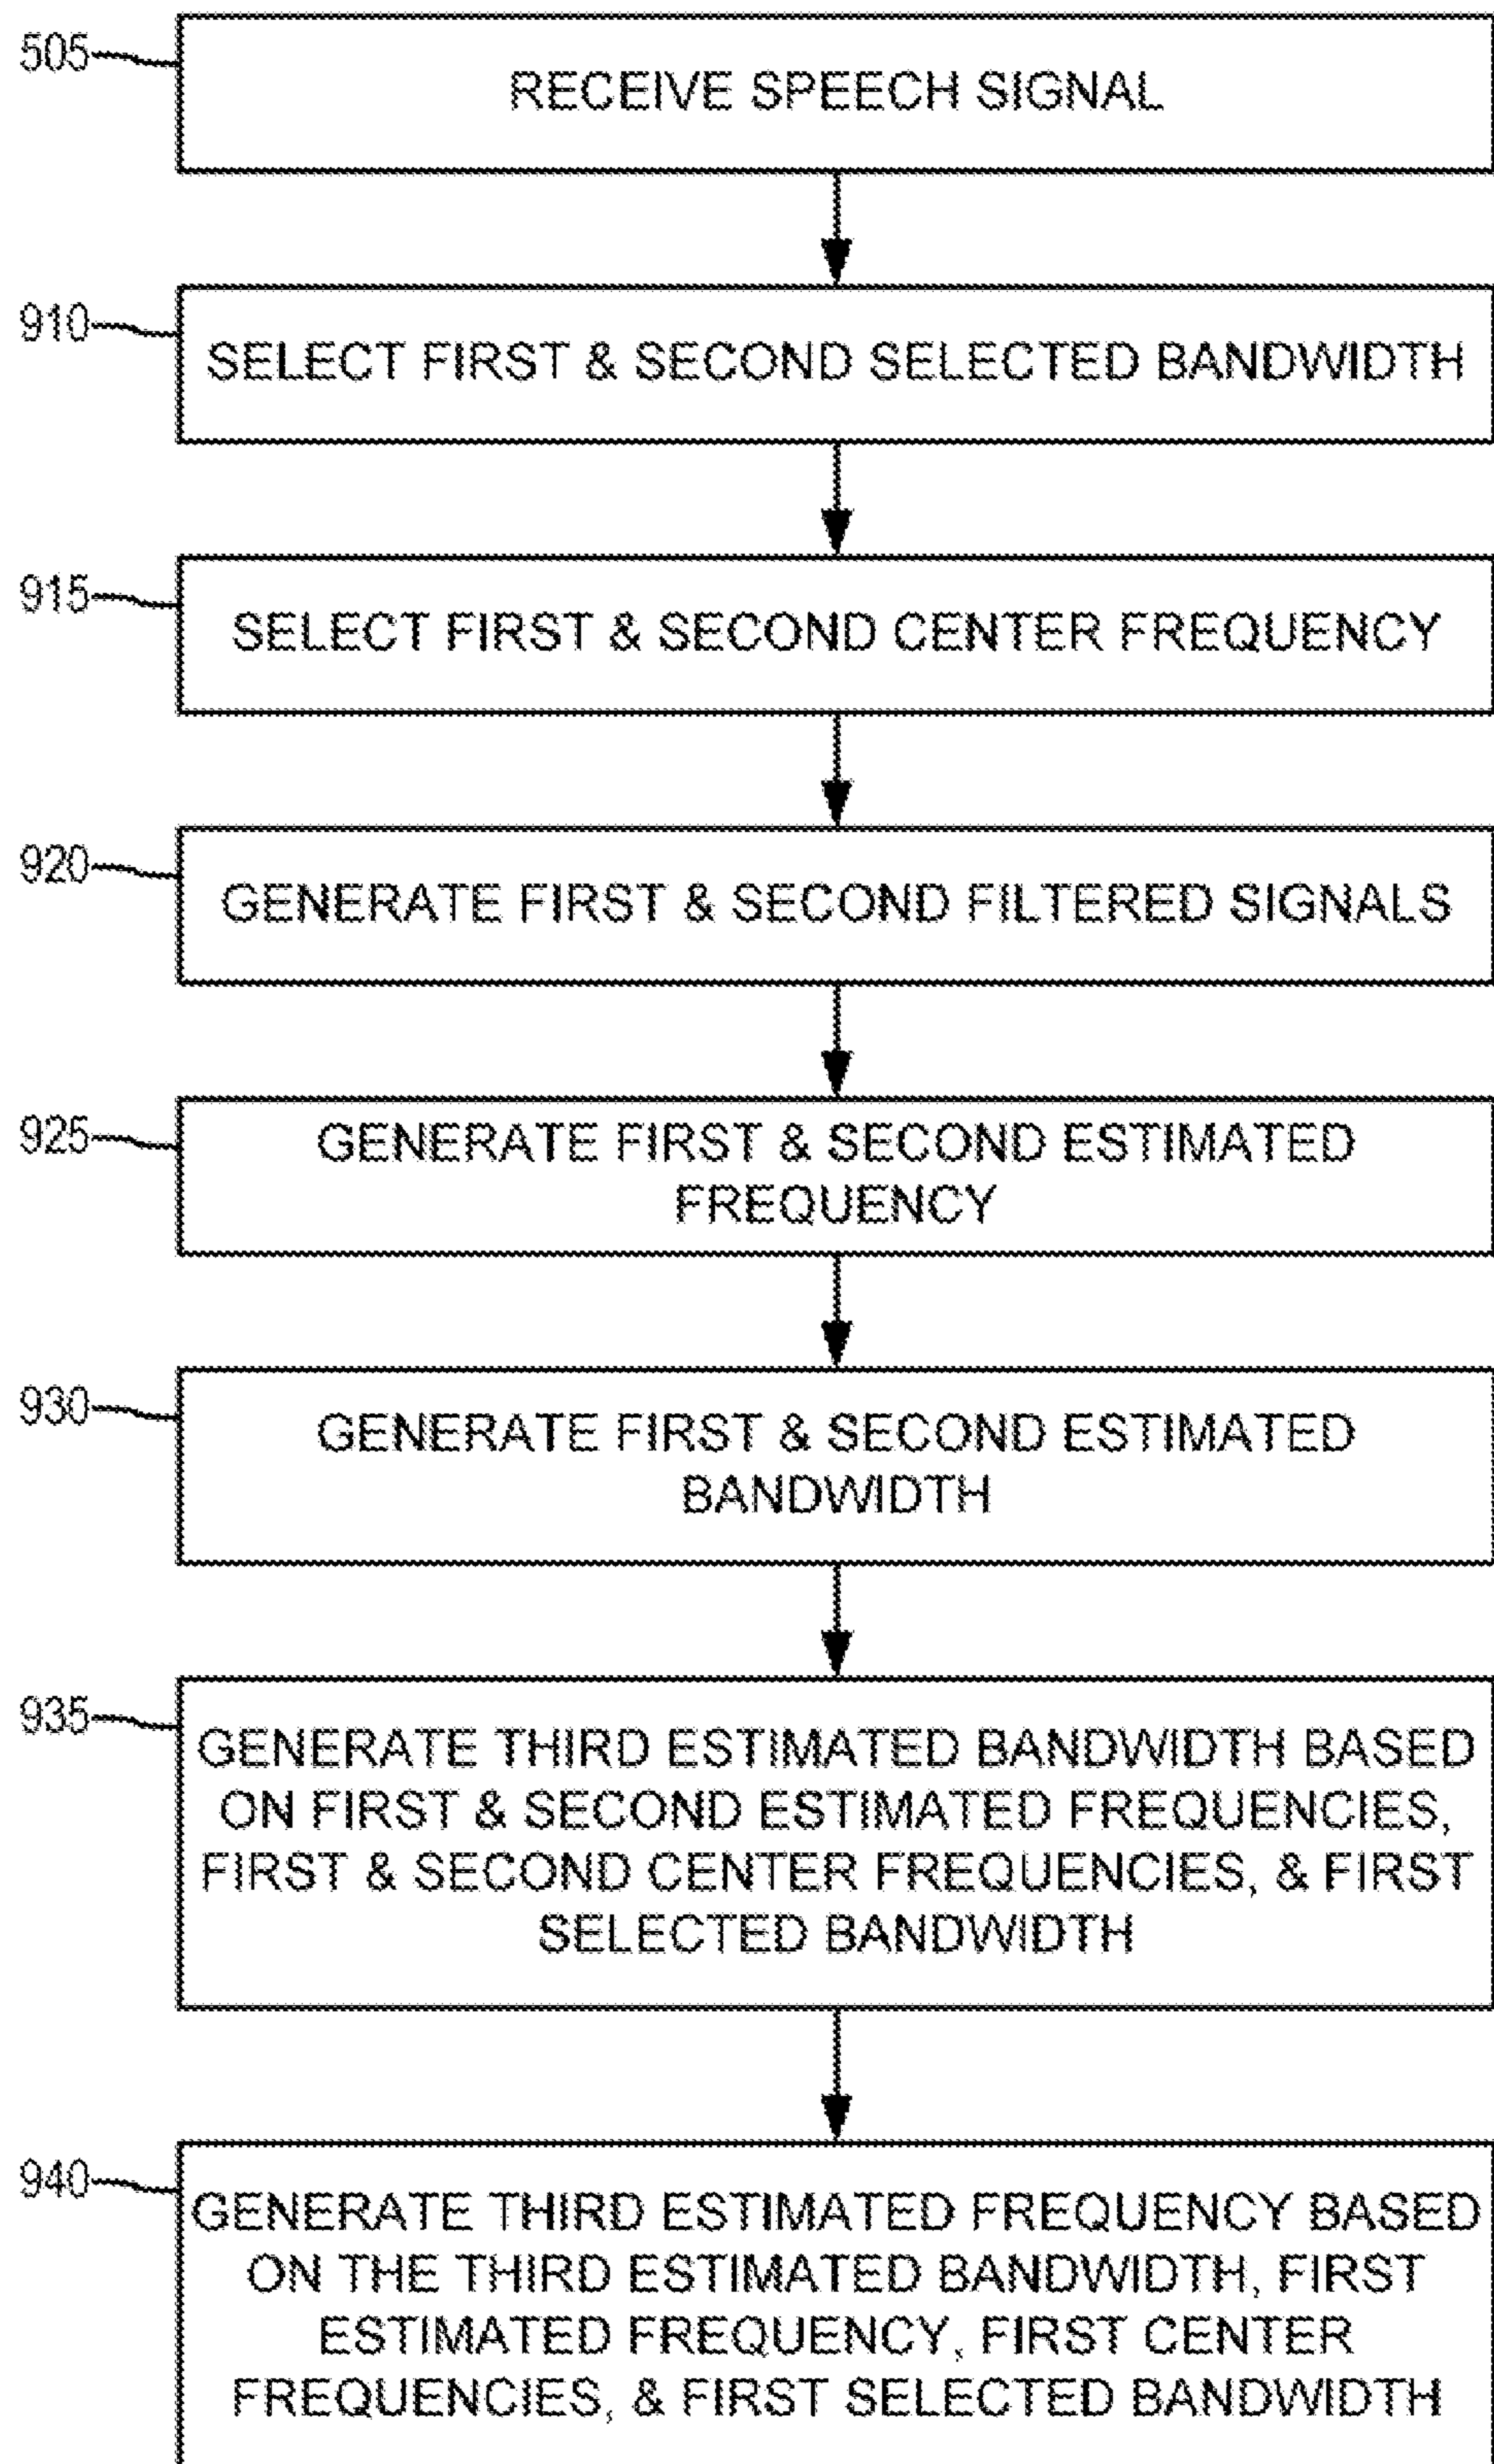 505
RECEIVE SPEECH SIGNAL
910
SELECT FIRST & SECOND SELECTED BANDWIDTH
915
SELECT FIRST & SECOND CENTER FREQUENCY
920
GENERATE FIRST & SECOND FILTERED SIGNALS
925
GENERATE FIRST & SECOND ESTIMATED
FREQUENCY
930
GENERATE FIRST & SECOND ESTIMATED
BANDWIDTH
935
GENERATE THIRD ESTIMATED BANDWIDTH BASED
ON FIRST & SECOND ESTIMATED FREQUENCIES,
FIRST & SECOND CENTER FREQUENCIES, & FIRST
SELECTED BANDWIDTH
940
GENERATE THIRD ESTIMATED FREQUENCY BASED
ON THE THIRD ESTIMATED BANDWIDTH, FIRST
ESTIMATED FREQUENCY, FIRST CENTER
FREQUENCIES, & FIRST SELECTED BANDWIDTH